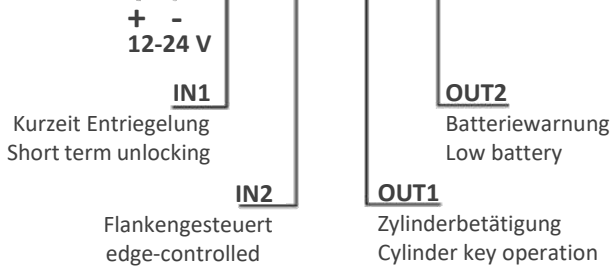 + -
12-24 V
IN1
Kurzeit Entriegelung
Short term unlocking
OUT2
Batteriewarnung
Low battery
IN2
Flankengesteuert
edge-controlled
OUT1
Zylinderbetätigung
Cylinder key operation